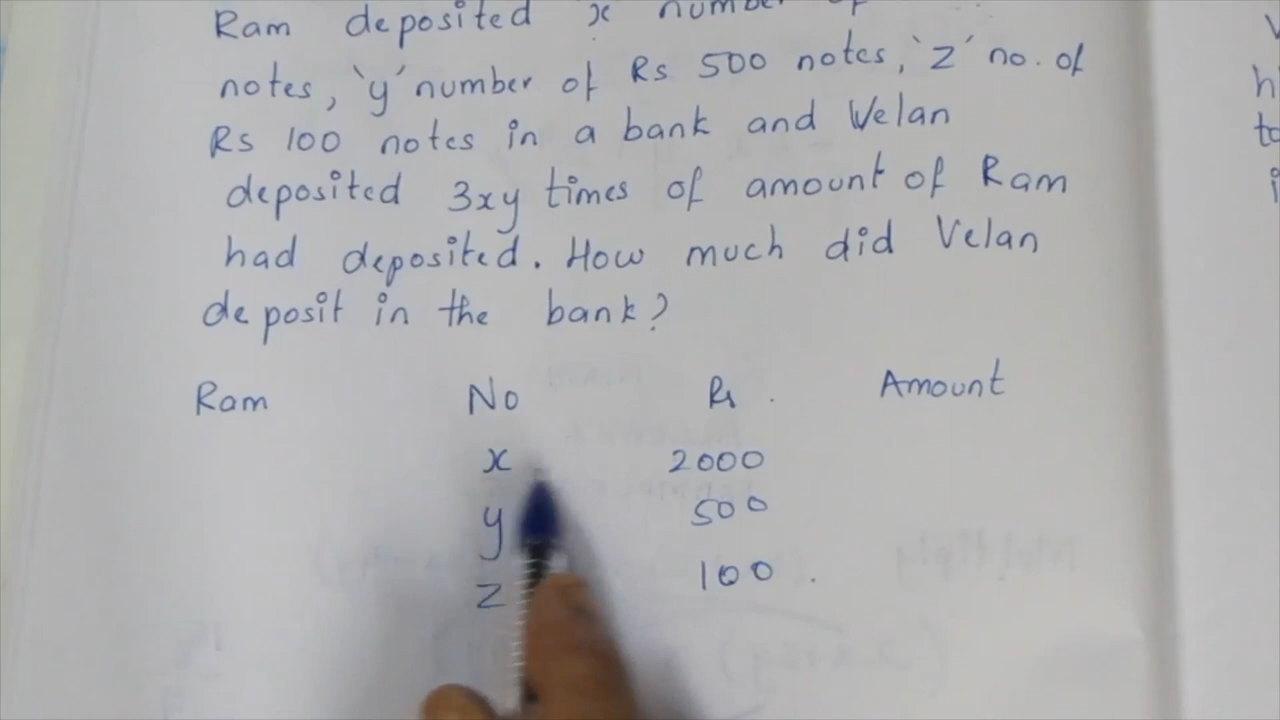 Ram deposited x number of
notes, 'y' number of Rs 500 notes, 'z' no. of
Rs 100 notes in a bank and Velan
deposited 3xy times of amount of Ram
had deposited. How much did Velan
deposit in the bank?
Ram No Rs. Amount
x 2000
y 500
z 100.